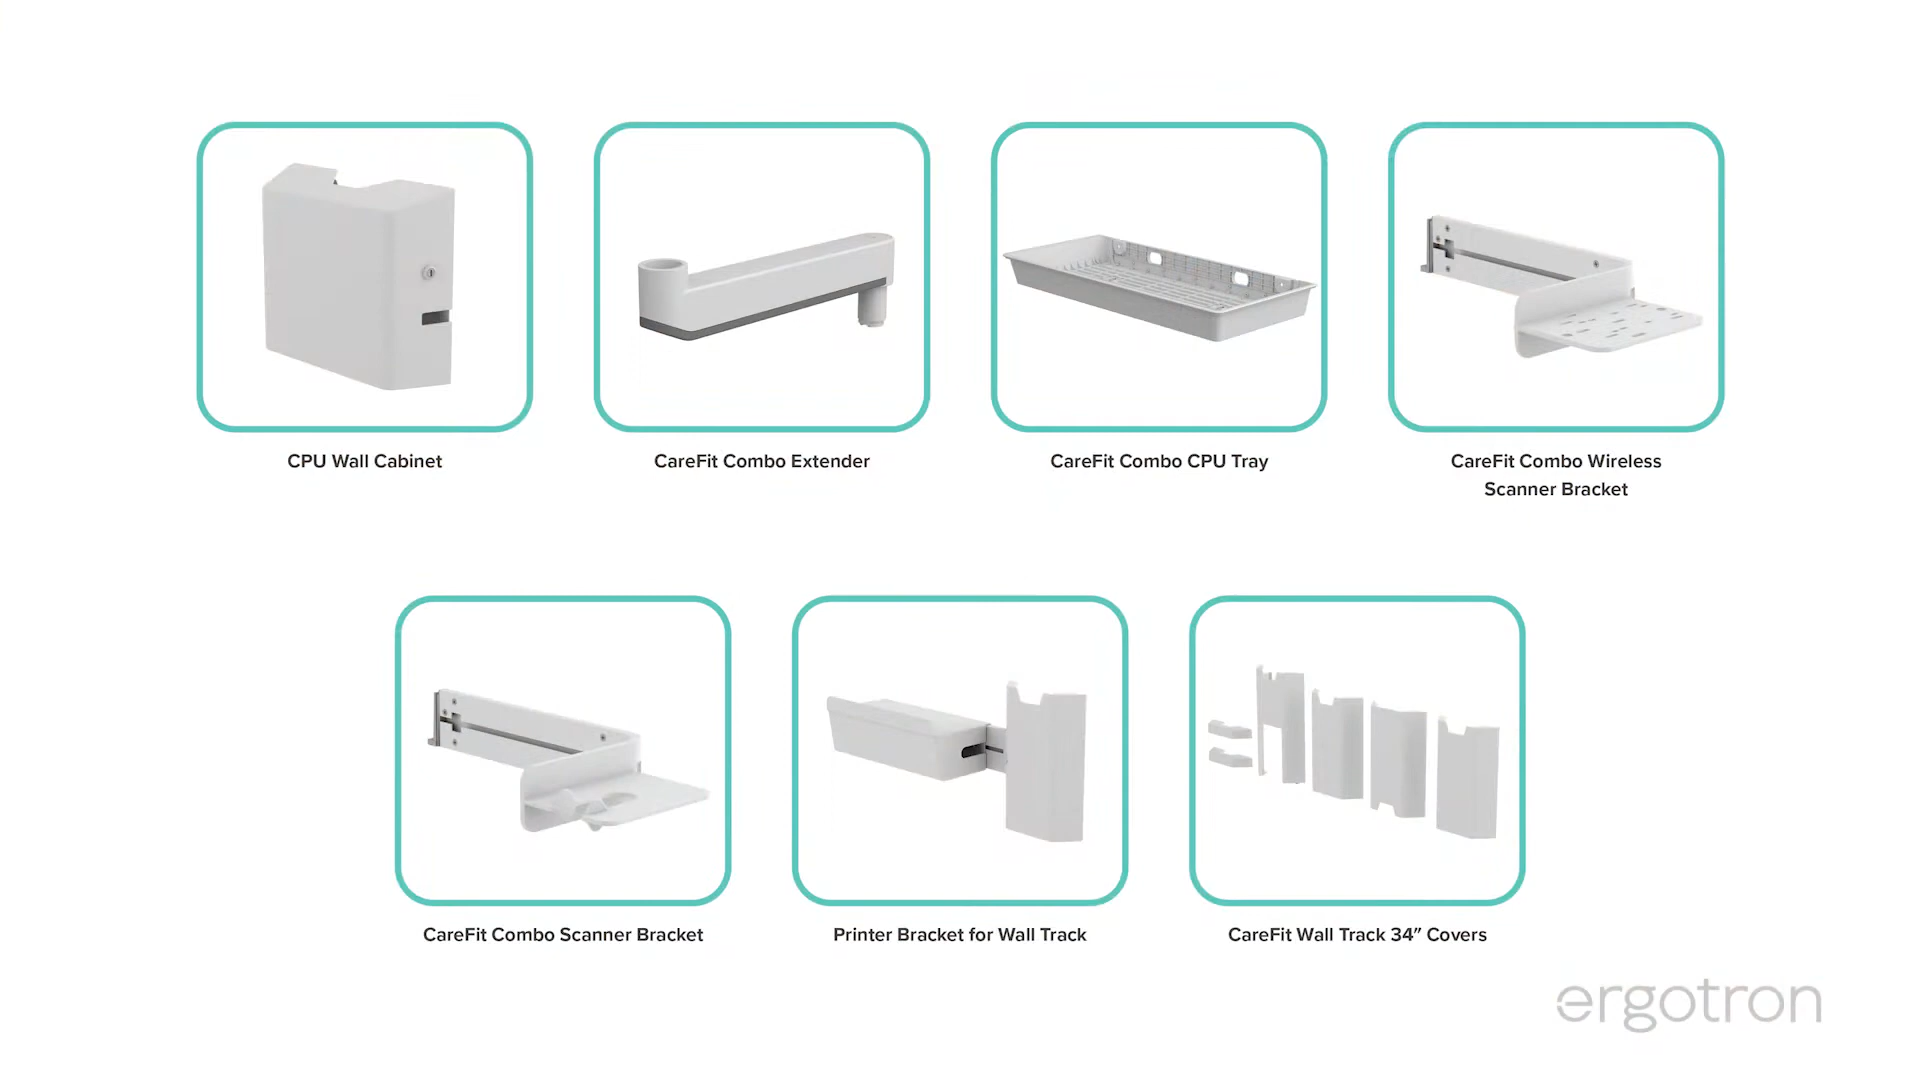 CPU Wall Cabinet
CareFit Combo Extender
CareFit Combo CPU Tray
CareFit Combo Wireless
Scanner Bracket
CareFit Combo Scanner Bracket
Printer Bracket for Wall Track
CareFit Wall Track 34″ Covers
ergotron